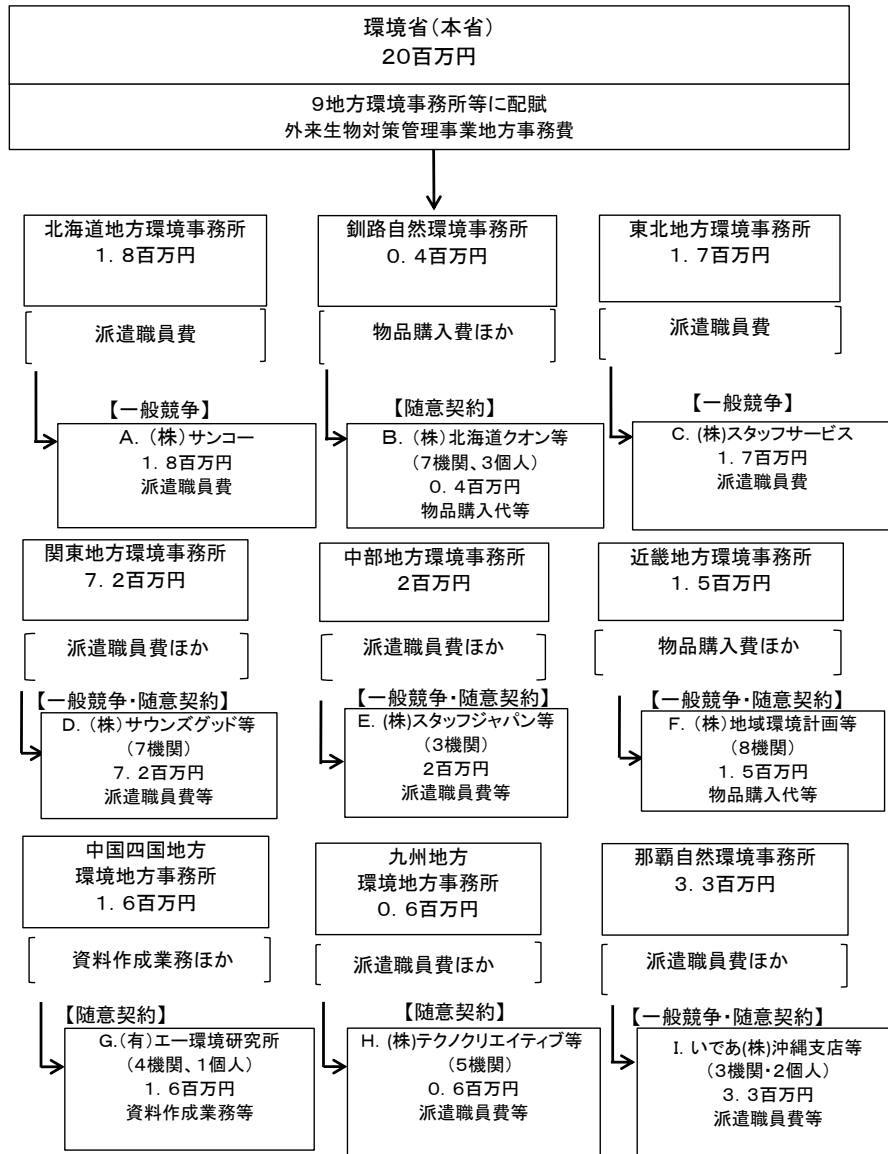 環境省(本省)
20百万円
9地方環境事務所等に配賦
外来生物対策管理事業地方事務費
北海道地方環境事務所
1.8百万円
派遣職員費
【一般競争】
A.(株)サンコー
1.8百万円
派遣職員費
釧路自然環境事務所
0.4百万円
物品購入費ほか
【随意契約】
B.(株)北海道クオン等
(7機関、3個人)
0.4百万円
物品購入代等
東北地方環境事務所
1.7百万円
派遣職員費
【一般競争】
C.(株)スタッフサービス
1.7百万円
派遣職員費
関東地方環境事務所
7.2百万円
派遣職員費ほか
【一般競争・随意契約】
D.(株)サウンズグッド等
(7機関)
7.2百万円
派遣職員費等
中部地方環境事務所
2百万円
派遣職員費ほか
【一般競争・随意契約】
E.(株)スタッフジャパン等
(3機関)
2百万円
派遣職員費等
近畿地方環境事務所
1.5百万円
物品購入費ほか
【一般競争・随意契約】
F.(株)地域環境計画等
(8機関)
1.5百万円
物品購入代等
中国四国地方
環境地方事務所
1.6百万円
資料作成業務ほか
【随意契約】
G.(有)エー環境研究所
(4機関、1個人)
1.6百万円
資料作成業務等
九州地方
環境地方事務所
0.6百万円
派遣職員費ほか
【随意契約】
H.(株)テクノクリエイティブ等
(5機関)
0.6百万円
派遣職員費等
那覇自然環境事務所
3.3百万円
派遣職員費ほか
【一般競争・随意契約】
I.いであ(株)沖縄支店等
(3機関・2個人)
3.3百万円
派遣職員費等